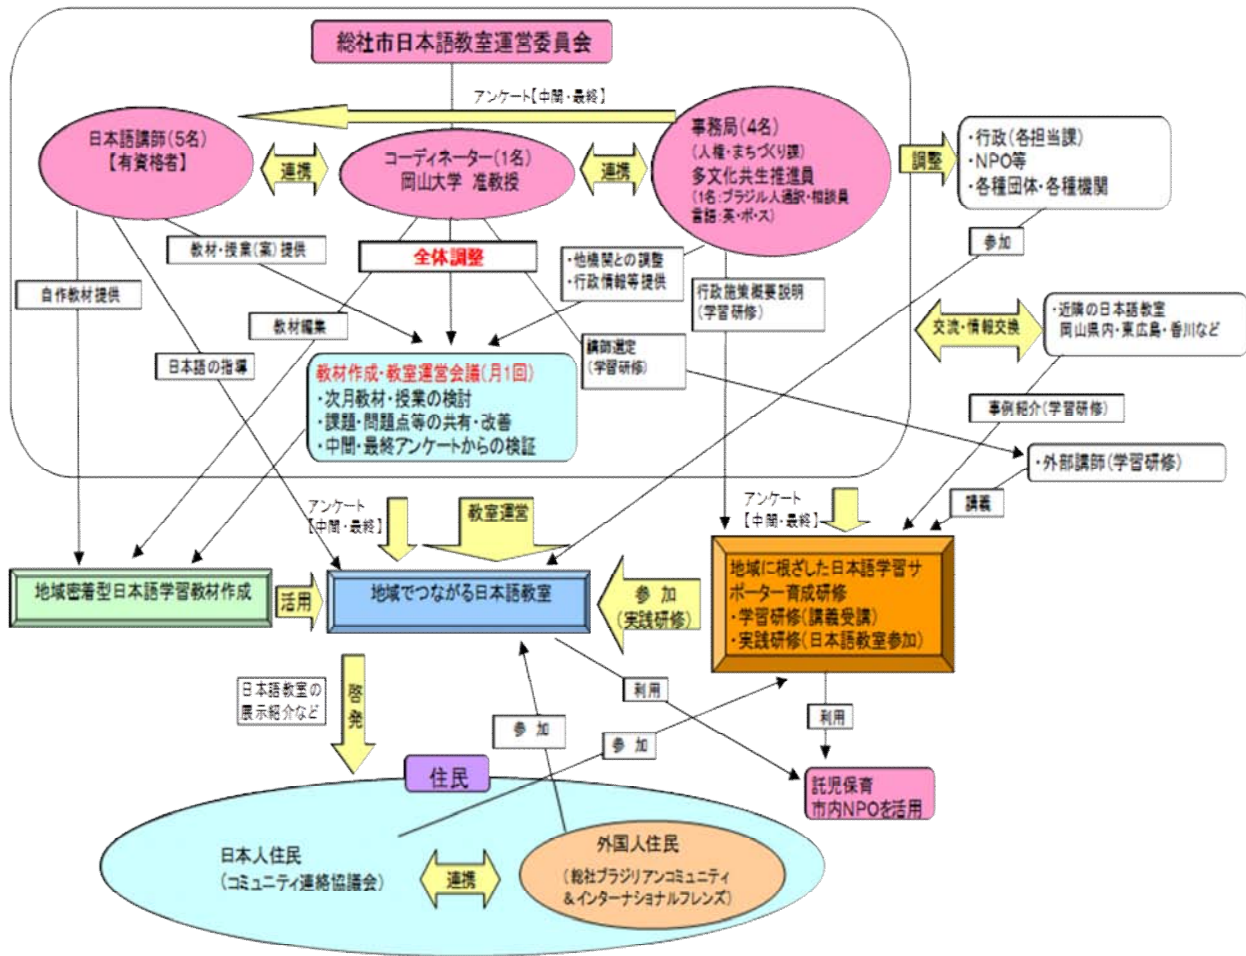 総社市日本語教室運営委員会
アンケート【中間・最終】
日本語講師(5名)
【有資格者】
連携
コーディネーター(1名)
岡山大学 准教授
連携
事務局(4名)
(人権・まちづくり課)
多文化共生推進員
(1名:ブラジル人通訳・相談員
言語:英・ポ・ス)
調整
・行政(各担当課)
・NPO等
・各種団体・各種機関
参加
教材・授業(案)提供
全体調整
・他機関との調整
・行政情報等提供
自作教材提供
教材編集
日本語の指導
行政施策概要説明
(学習研修)
講師選定
(学習研修)
交流・情報交換
・近隣の日本語教室
岡山県内・東広島・香川など
教材作成・教室運営会議(月1回)
・次月教材・授業の検討
・課題・問題点等の共有・改善
・中間・最終アンケートからの検証
事例紹介(学習研修)
・外部講師(学習研修)
講義
アンケート
【中間・最終】
教室運営
アンケート
【中間・最終】
地域密着型日本語学習教材作成
活用
地域でつながる日本語教室
参加
(実践研修)
地域に根ざした日本語学習サ
ポーター育成研修
・学習研修(講義受講)
・実践研修(日本語教室参加)
日本語教室の
展示紹介など
啓発
参加
利用
参加
利用
住民
託児保育
市内NPOを活用
日本人住民
(コミュニティ連絡協議会)
連携
外国人住民
(総社ブラジリアンコミュニティ
&インターナショナルフレンズ)